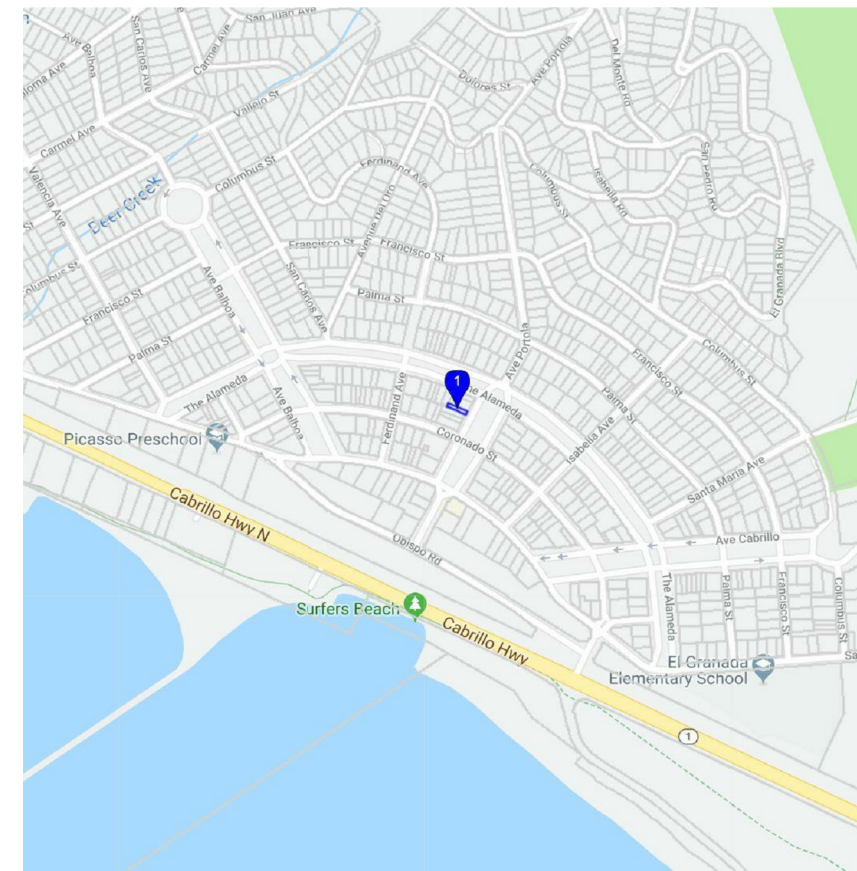 San Juan Ave
Ave Balboa
San Carlos Ave
Carmel Ave
Paloma Ave
Vallejo St
Dolores St
Ave Portola
Del Monte Rd
Carmel Ave
Valencia Ave
Columbus St
Ferdinand Ave
San Pedro Rd
Isabella Rd
Columbus St
Deer Creek
Avenue Del Oro
Francisco St
Francisco St
El Granada Blvd
Columbus St
Ave Balboa
San Carlos Ave
Palma St
Francisco St
Palma St
Ave Portola
Francisco St
Columbus St
1
The Alameda
The Alameda
Ferdinand Ave
Ave Balboa
Palma St
Coronado St
Isabella Ave
Picasso Preschool
Santa Maria Ave
Cabrillo Hwy N
Obispo Rd
Ave Cabrillo
Surfers Beach
The Alameda
Palma St
Francisco St
Columbus St
Cabrillo Hwy
El Granada
Elementary School
Sa
1